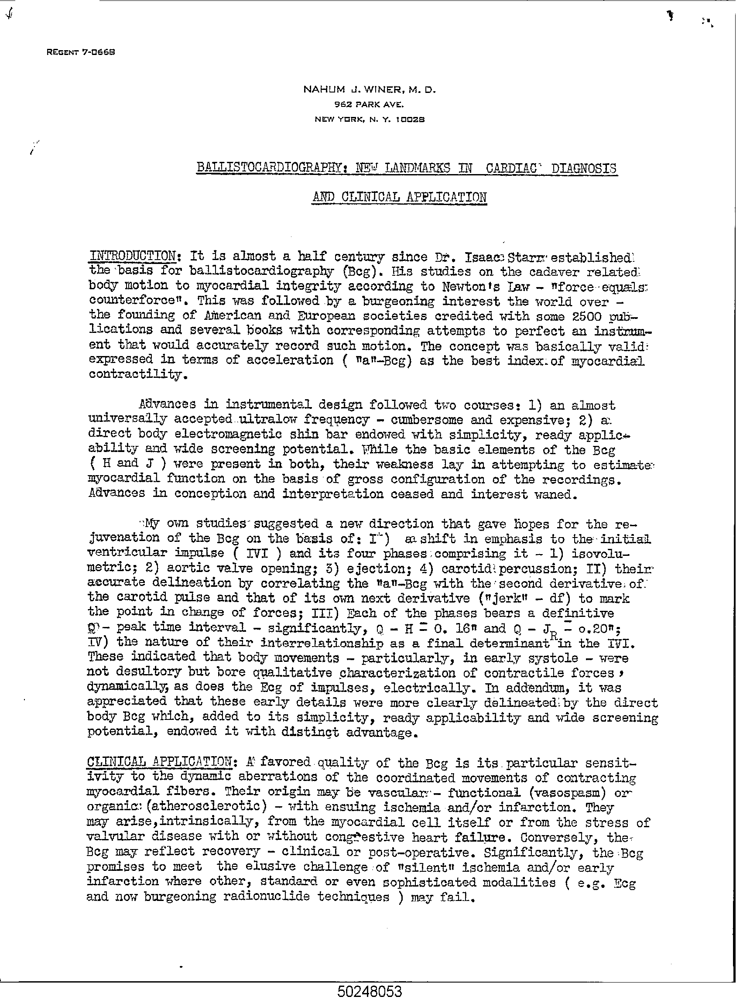 REGENT 7-0668
NAHUM J. WINER, M. D.
962 PARK AVE.
NEW YORK, N. Y. 10028
BALLISTOCARDIOGRAPHY: NEW LANDMARKS IN CARDIAC DIAGNOSIS
AND CLINICAL APPLICATION
INTRODUCTION: It is almost a half century since Dr. Isaac Starr established
the basis for ballistocardiography (Bcg). His studies on the cadaver related
body motion to myocardial integrity according to Newton's Law - "force equals
counterforce". This was followed by a burgeoning interest the world over -
the founding of American and European societies credited with some 2500 pub-
lications and several books with corresponding attempts to perfect an instrum-
ent that would accurately record such motion. The concept was basically valid:
expressed in terms of acceleration ( "a"-Bcg) as the best index of myocardial
contractility.
Advances in instrumental design followed two courses: 1) an almost
universally accepted ultralow frequency - cumbersome and expensive; 2) a
direct body electromagnetic shin bar endowed with simplicity, ready applic-
ability and wide screening potential. While the basic elements of the Bcg
( H and J ) were present in both, their weakness lay in attempting to estimate
myocardial function on the basis of gross configuration of the recordings.
Advances in conception and interpretation ceased and interest waned.
My own studies suggested a new direction that gave hopes for the re-
juvenation of the Bcg on the basis of: I ) a shift in emphasis to the initial
ventricular impulse ( IVI ) and its four phases comprising it - 1) isovolu-
metric; 2) aortic valve opening; 3) ejection; 4) carotid percussion; II) their
accurate delineation by correlating the "a"-Bcg with the second derivative of
the carotid pulse and that of its own next derivative ("jerk" - df) to mark
the point in change of forces; III) Each of the phases bears a definitive
Q - peak time interval - significantly, Q - H = 0. 16" and Q - JR = 0.20";
IV) the nature of their interrelationship as a final determinant in the IVI.
These indicated that body movements - particularly, in early systole - were
not desultory but bore qualitative characterization of contractile forces,
dynamically, as does the Ecg of impulses, electrically. In addendum, it was
appreciated that these early details were more clearly delineated by the direct
body Bcg which, added to its simplicity, ready applicability and wide screening
potential, endowed it with distinct advantage.
CLINICAL APPLICATION: A favored quality of the Bcg is its particular sensit-
ivity to the dynamic aberrations of the coordinated movements of contracting
myocardial fibers. Their origin may be vascular - functional (vasospasm) or
organic (atherosclerotic) - with ensuing ischemia and/or infarction. They
may arise, intrinsically, from the myocardial cell itself or from the stress of
valvular disease with or without congrestive heart failure. Conversely, the
Bcg may reflect recovery - clinical or post-operative. Significantly, the Bcg
promises to meet the elusive challenge of "silent" ischemia and/or early
infarction where other, standard or even sophisticated modalities ( e.g. Ecg
and now burgeoning radionuclide techniques ) may fail.
50248053